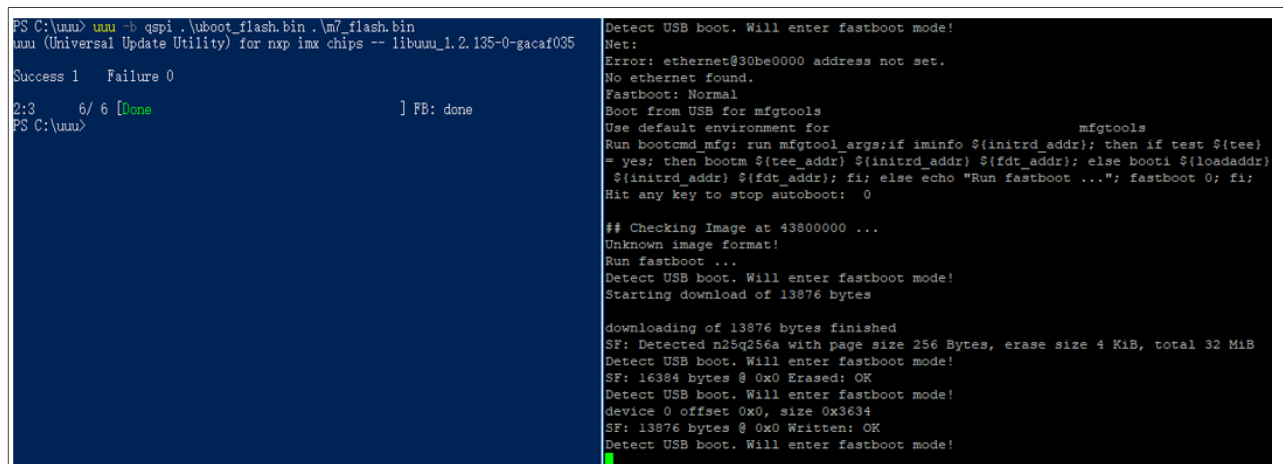 PS C:\uuu> uuu -b qspi .\uboot_flash.bin .\m7_flash.bin
uuu (Universal Update Utility) for nxp imx chips -- libuuu_1.2.135-0-gacaf035
Success 1    Failure 0
2:3     6/ 6 [Done                                  ] FB: done
PS C:\uuu>
Detect USB boot. Will enter fastboot mode!
Net:
Error: ethernet@30be0000 address not set.
No ethernet found.
Fastboot: Normal
Boot from USB for mfgtools
Use default environment for                              mfgtools
Run bootcmd_mfg: run mfgtool_args;if iminfo ${initrd_addr}; then if test ${tee}
= yes; then bootm ${tee_addr} ${initrd_addr} ${fdt_addr}; else booti ${loadaddr}
 ${initrd_addr} ${fdt_addr}; fi; else echo "Run fastboot ..."; fastboot 0; fi;
Hit any key to stop autoboot:  0
## Checking Image at 43800000 ...
Unknown image format!
Run fastboot ...
Detect USB boot. Will enter fastboot mode!
Starting download of 13876 bytes
downloading of 13876 bytes finished
SF: Detected n25q256a with page size 256 Bytes, erase size 4 KiB, total 32 MiB
Detect USB boot. Will enter fastboot mode!
SF: 16384 bytes @ 0x0 Erased: OK
Detect USB boot. Will enter fastboot mode!
device 0 offset 0x0, size 0x3634
SF: 13876 bytes @ 0x0 Written: OK
Detect USB boot. Will enter fastboot mode!